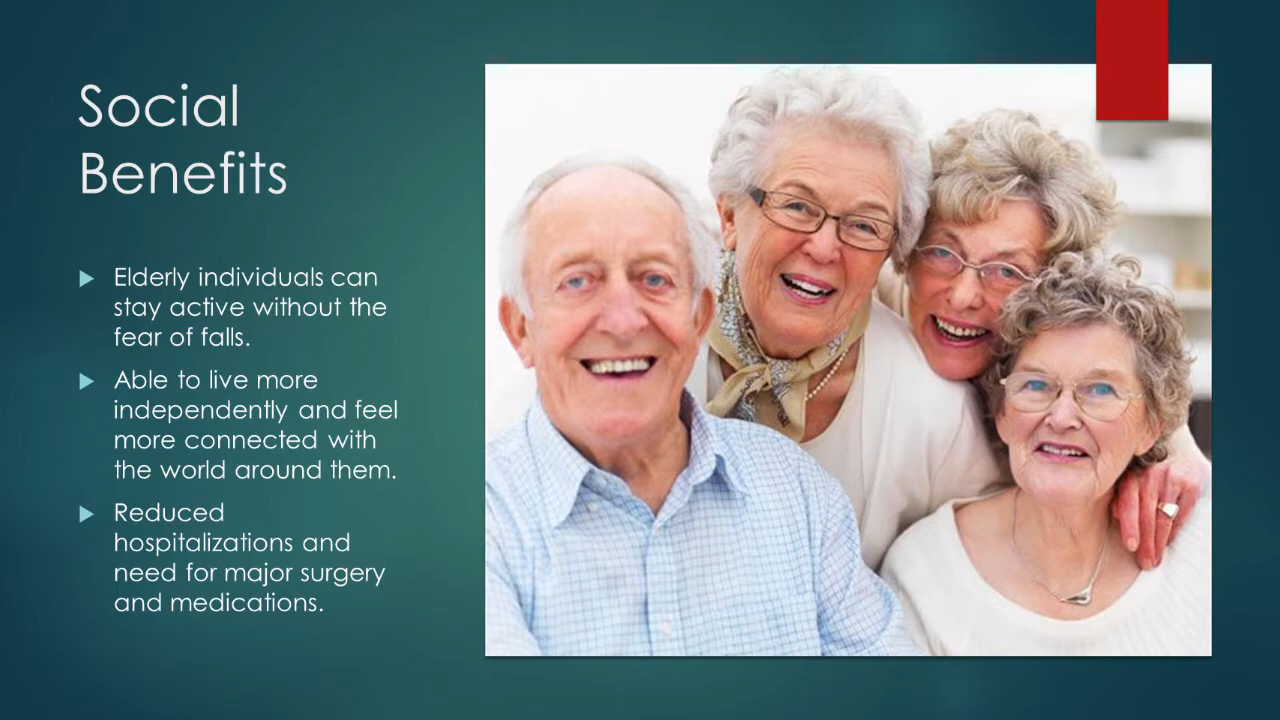 Social
Benefits
Elderly individuals can
stay active without the
fear of falls.
Able to live more
independently and feel
more connected with
the world around them.
Reduced
hospitalizations and
need for major surgery
and medications.